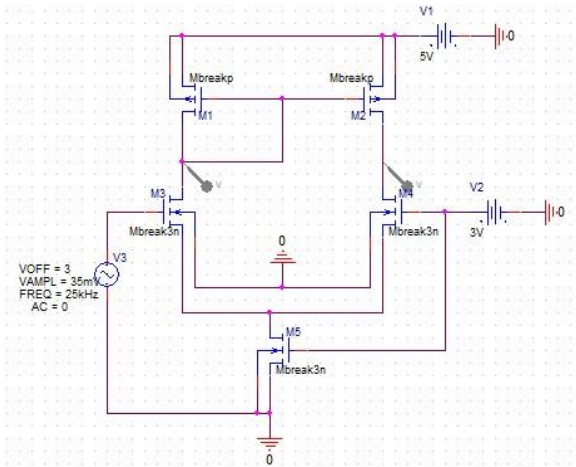 V1
0
5V
Mbreakp
Mbreakp
M1
M2
V
V
M3
M4
V2
0
Mbreak3n
Mbreak3n
3V
0
V3
VOFF = 3
VAMPL = 35mV
FREQ = 25kHz
AC = 0
M5
Mbreak3n
0